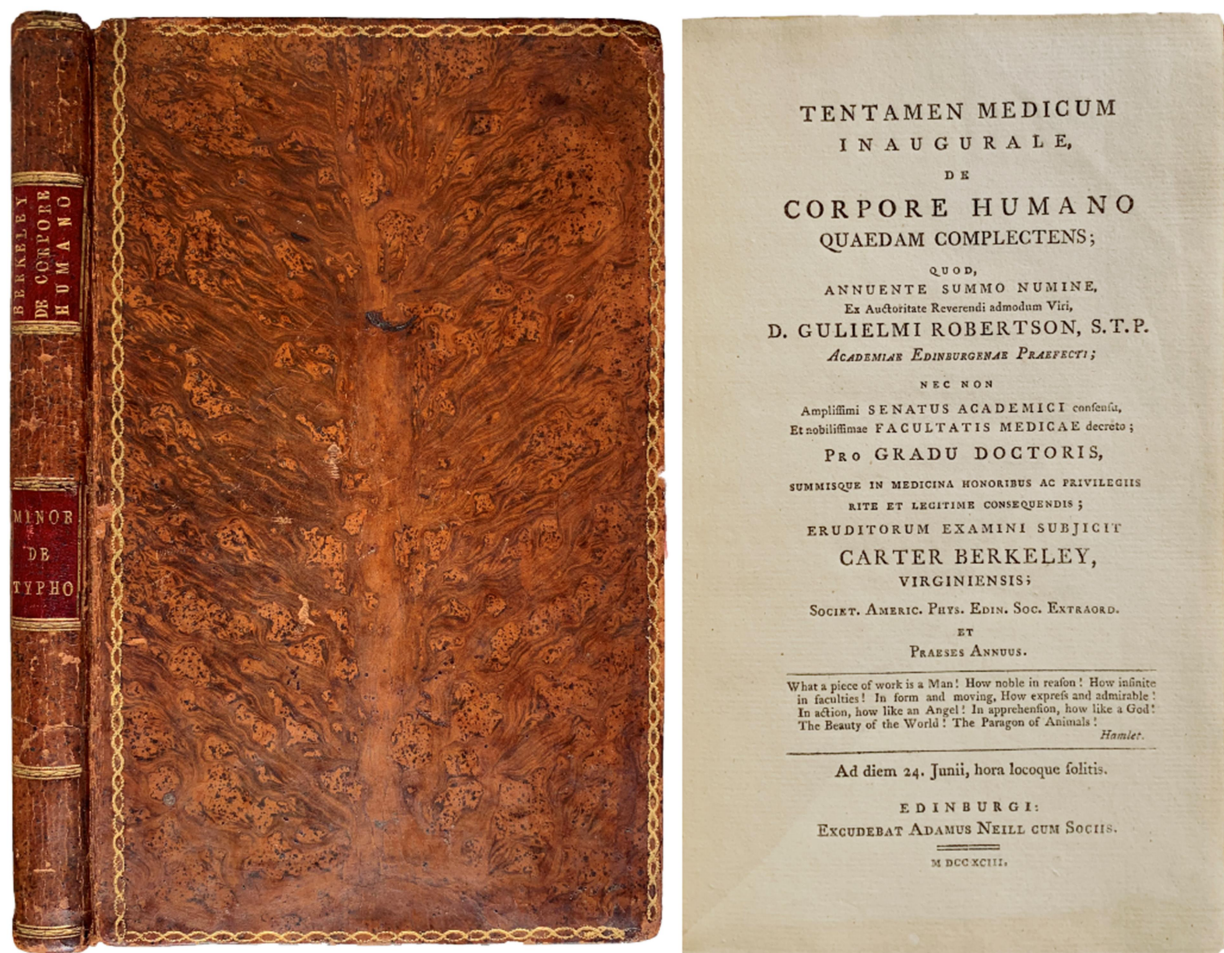 BERKELEY
DE CORPORE
HUMANO
MINOR
DE
TYPHO
1
TENTAMEN MEDICUM
INAUGURALE,
DE
CORPORE HUMANO
QUAEDAM COMPLECTENS;
QUOD,
ANNUENTE SUMMO NUMINE,
Ex Auctoritate Reverendi admodum Viri,
D. GULIELMI ROBERTSON, S.T.P.
ACADEMIAE EDINBURGENAE PRAEFECTI;
NEC NON
Ampliſſimi SENATUS ACADEMICI conſenſu,
Et nobiliſſimae FACULTATIS MEDICAE decreto;
PRO GRADU DOCTORIS,
SUMMISQUE IN MEDICINA HONORIBUS AC PRIVILEGIIS
RITE ET LEGITIME CONSEQUENDIS;
ERUDITORUM EXAMINI SUBJICIT
CARTER BERKELEY,
VIRGINIENSIS;
SOCIET. AMERIC. PHYS. EDIN. SOC. EXTRAORD.
ET
PRAESES ANNUUS.
What a piece of work is a Man! How noble in reaſon! How infinite
in faculties! In form and moving, How expreſs and admirable!
In action, how like an Angel! In apprehenſion, how like a God!
The Beauty of the World! The Paragon of Animals!
Hamlet.
Ad diem 24. Junii, hora locoque ſolitis.
EDINBURGI:
EXCUDEBAT ADAMUS NEILL CUM SOCIIS.
M DCC XCIII.